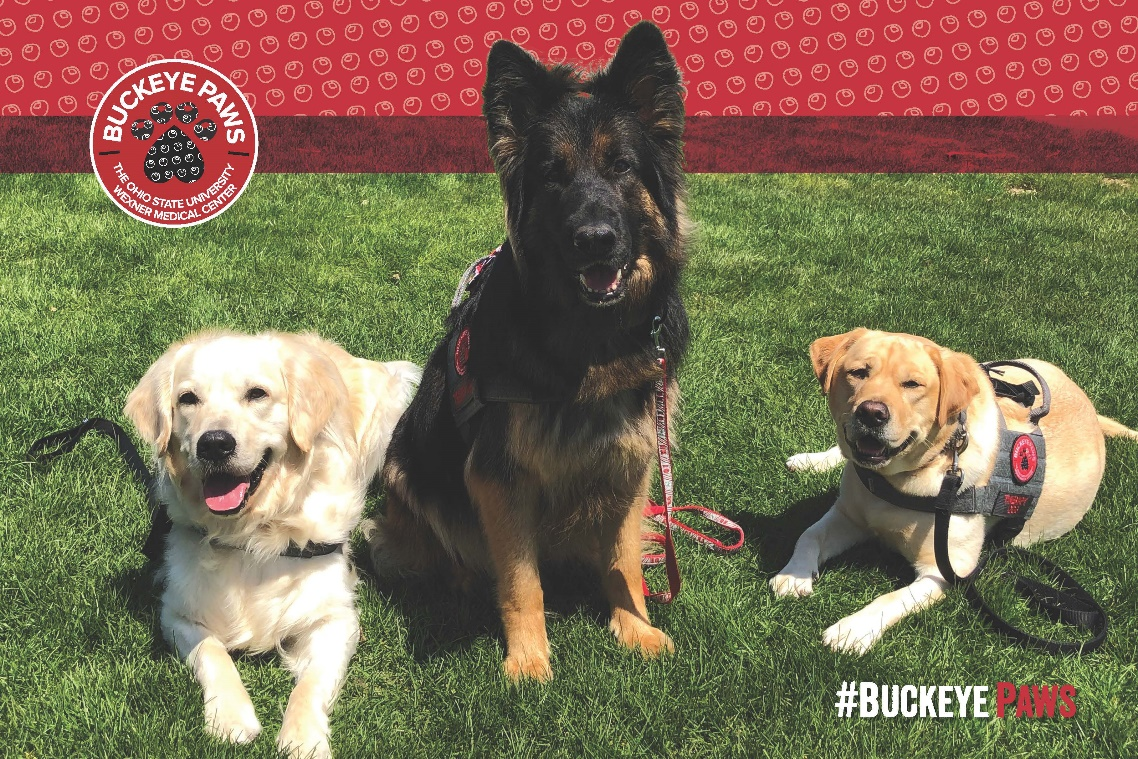 BUCKEYE PAWS
THE OHIO STATE UNIVERSITY
WEXNER MEDICAL CENTER
#BUCKEYE PAWS